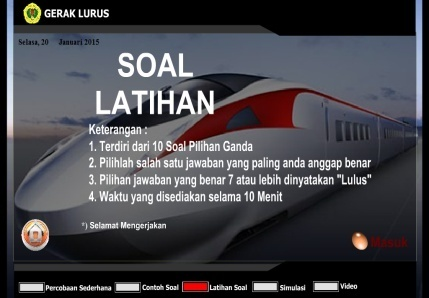 GERAK LURUS
Selasa, 20 Januari 2015
SOAL
LATIHAN
Keterangan :
1. Terdiri dari 10 Soal Pilihan Ganda
2. Pilihlah salah satu jawaban yang paling anda anggap benar
3. Pilihan jawaban yang benar 7 atau lebih dinyatakan "Lulus"
4. Waktu yang disediakan selama 10 Menit
*) Selamat Mengerjakan
Masuk
Percobaan Sederhana Contoh Soal Latihan Soal Simulasi Video